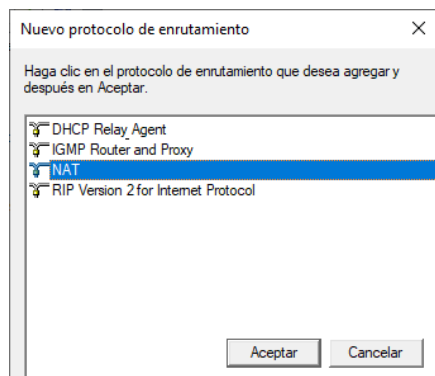 Nuevo protocolo de enrutamiento
Haga clic en el protocolo de enrutamiento que desea agregar y
después en Aceptar.
DHCP Relay Agent
IGMP Router and Proxy
NAT
RIP Version 2 for Internet Protocol
Aceptar Cancelar